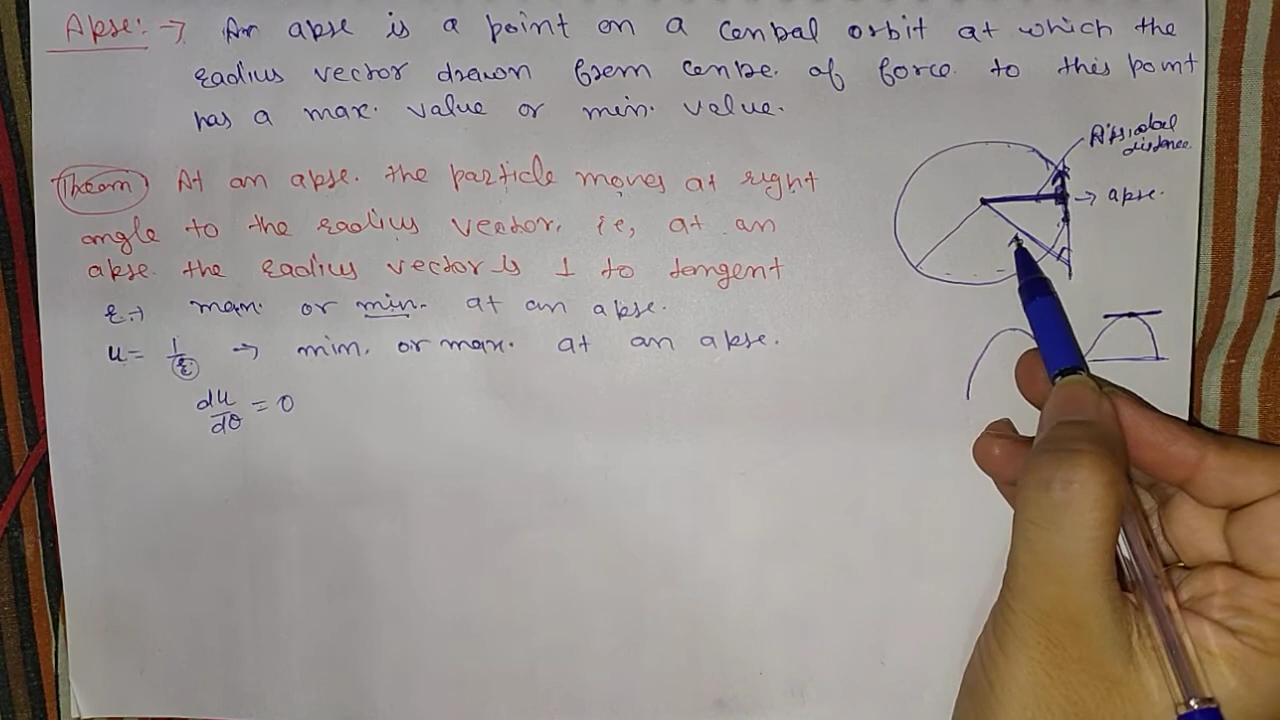 Apse:→ An apse is a point on a central orbit at which the
radius vector drawn from centre. of force. to this point
has a max. value or min. value.
Apsidal
distance.
→ apse.
Theorem At an apse. the particle moves at right
angle to the radius vector. ie, at an
apse. the radius vector is ⊥ to tangent
r → max. or min. at an apse.
u = 1/r → min. or max. at an apse.
du/dθ = 0